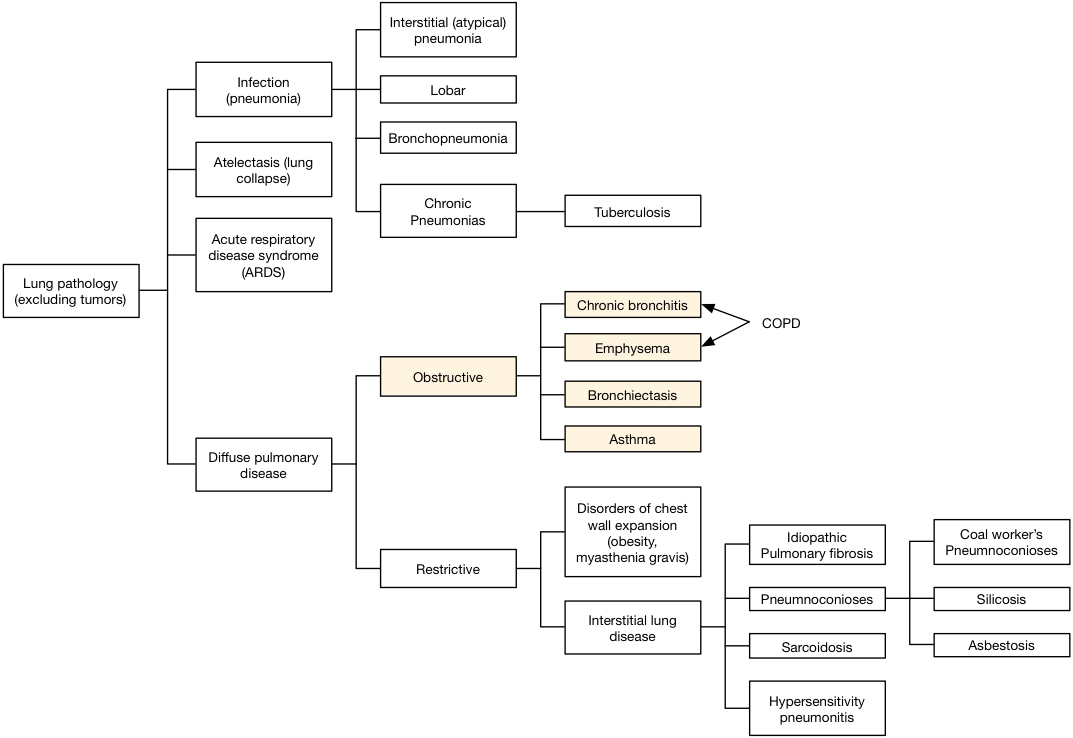 Lung pathology
(excluding tumors)
Infection
(pneumonia)
Interstitial (atypical)
pneumonia
Lobar
Bronchopneumonia
Chronic
Pneumonias
Tuberculosis
Atelectasis (lung
collapse)
Acute respiratory
disease syndrome
(ARDS)
Diffuse pulmonary
disease
Obstructive
Chronic bronchitis
Emphysema
COPD
Bronchiectasis
Asthma
Restrictive
Disorders of chest
wall expansion
(obesity,
myasthenia gravis)
Interstitial lung
disease
Idiopathic
Pulmonary fibrosis
Pneumnoconioses
Coal worker's
Pneumnoconioses
Silicosis
Asbestosis
Sarcoidosis
Hypersensitivity
pneumonitis